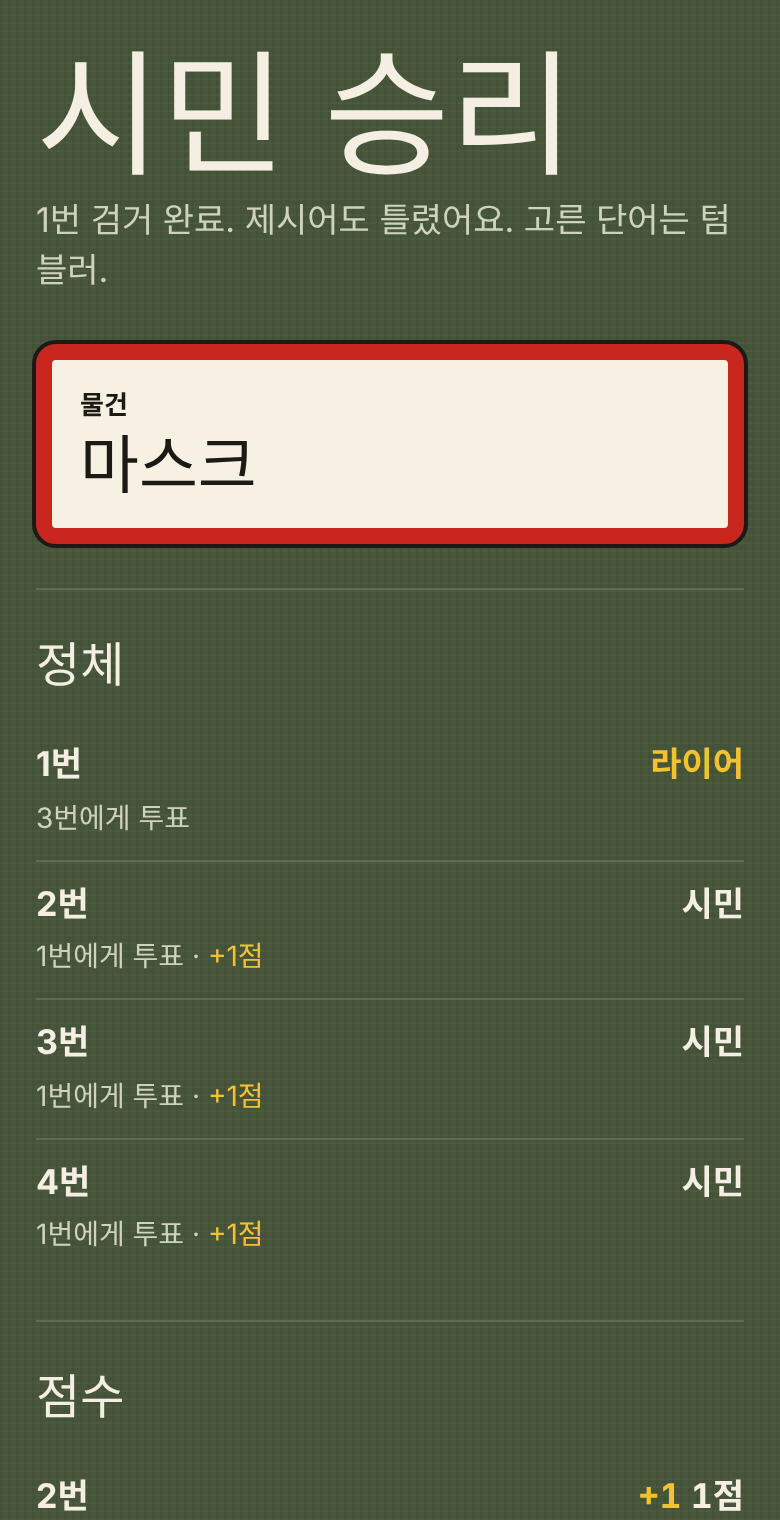 시민 승리
1번 검거 완료. 제시어도 틀렸어요. 고른 단어는 텀
블러.
물건
마스크
정체
1번 라이어
3번에게 투표
2번 시민
1번에게 투표 · +1점
3번 시민
1번에게 투표 · +1점
4번 시민
1번에게 투표 · +1점
점수
2번 +1 1점